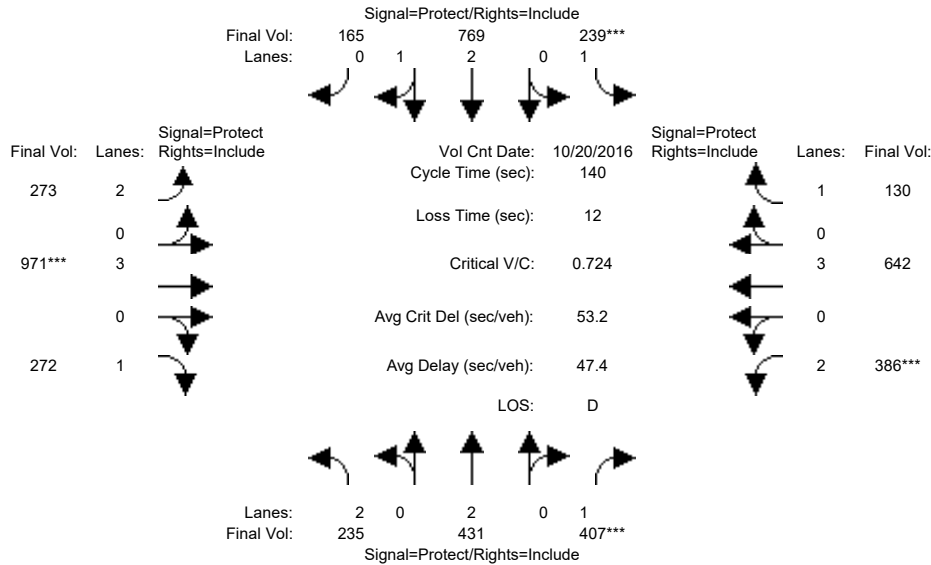 Signal=Protect/Rights=Include
Final Vol: 165 769 239***
Lanes: 0 1 2 0 1
Signal=Protect Signal=Protect
Final Vol: Lanes: Rights=Include Vol Cnt Date: 10/20/2016 Rights=Include Lanes: Final Vol:
Cycle Time (sec): 140
273 2 1 130
Loss Time (sec): 12
0 0
971*** 3 Critical V/C: 0.724 3 642
0 Avg Crit Del (sec/veh): 53.2 0
272 1 Avg Delay (sec/veh): 47.4 2 386***
LOS: D
Lanes: 2 0 2 0 1
Final Vol: 235 431 407***
Signal=Protect/Rights=Include